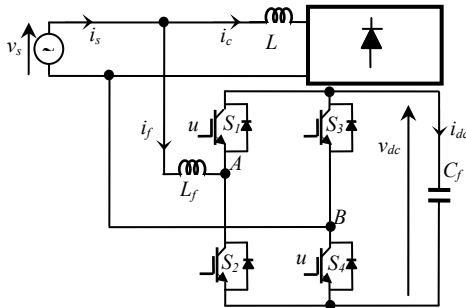 i_s
i_c
L
v_s
~
u
S_1
S_3
i_f
A
v_dc
i_dc
L_f
C_f
B
S_2
u
S_4